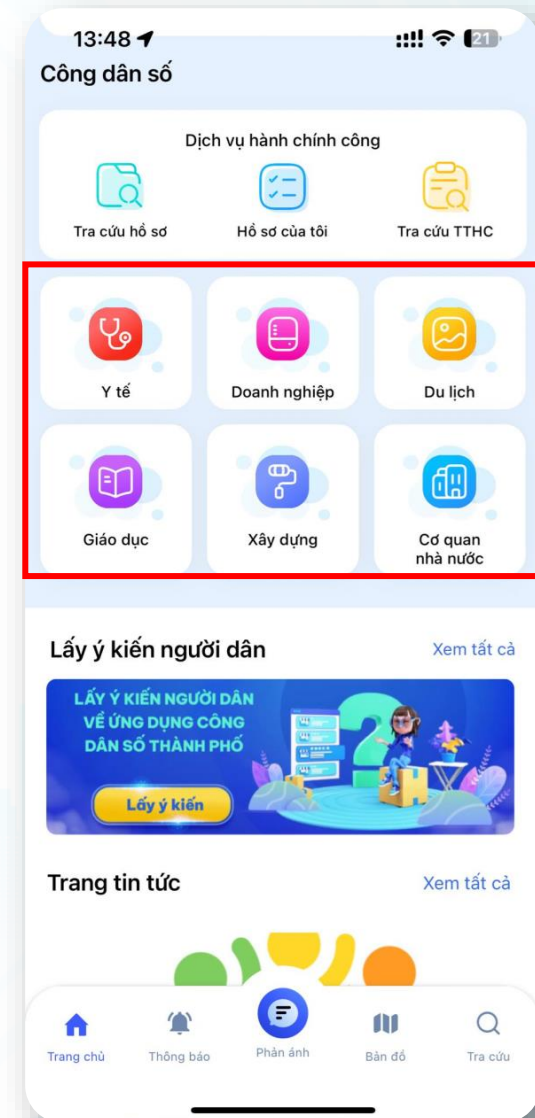 13:48
21
Công dân số
Dịch vụ hành chính công
Tra cứu hồ sơ
Hồ sơ của tôi
Tra cứu TTHC
Y tế
Doanh nghiệp
Du lịch
Giáo dục
Xây dựng
Cơ quan
nhà nước
Lấy ý kiến người dân
Xem tất cả
LẤY Ý KIẾN NGƯỜI DÂN
VỀ ỨNG DỤNG CÔNG
DÂN SỐ THÀNH PHỐ
Lấy ý kiến
Trang tin tức
Xem tất cả
Trang chủ
Thông báo
Phản ánh
Bản đồ
Tra cứu